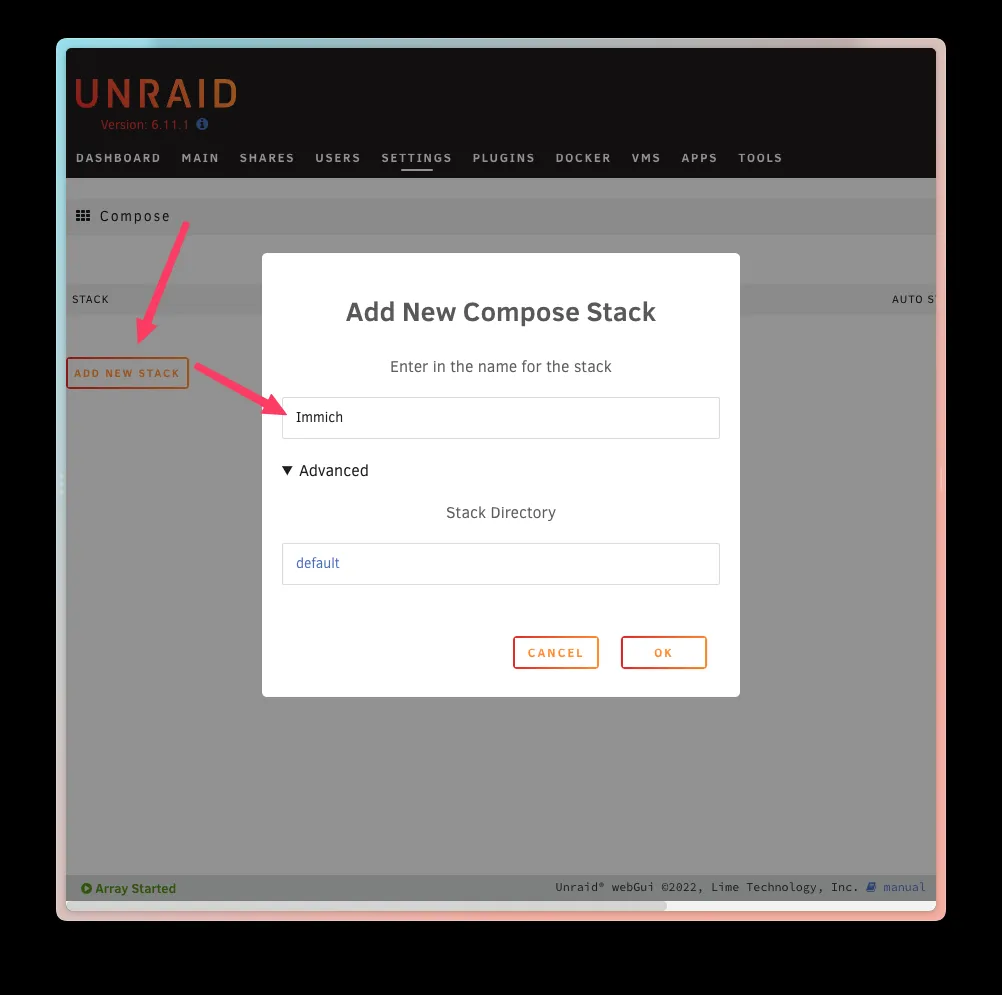 UNRAID
Version: 6.11.1
DASHBOARD MAIN SHARES USERS SETTINGS PLUGINS DOCKER VMS APPS TOOLS
Compose
STACK AUTO S
ADD NEW STACK
Add New Compose Stack
Enter in the name for the stack
Immich
Advanced
Stack Directory
default
CANCEL OK
Array Started Unraid® webGui ©2022, Lime Technology, Inc. manual